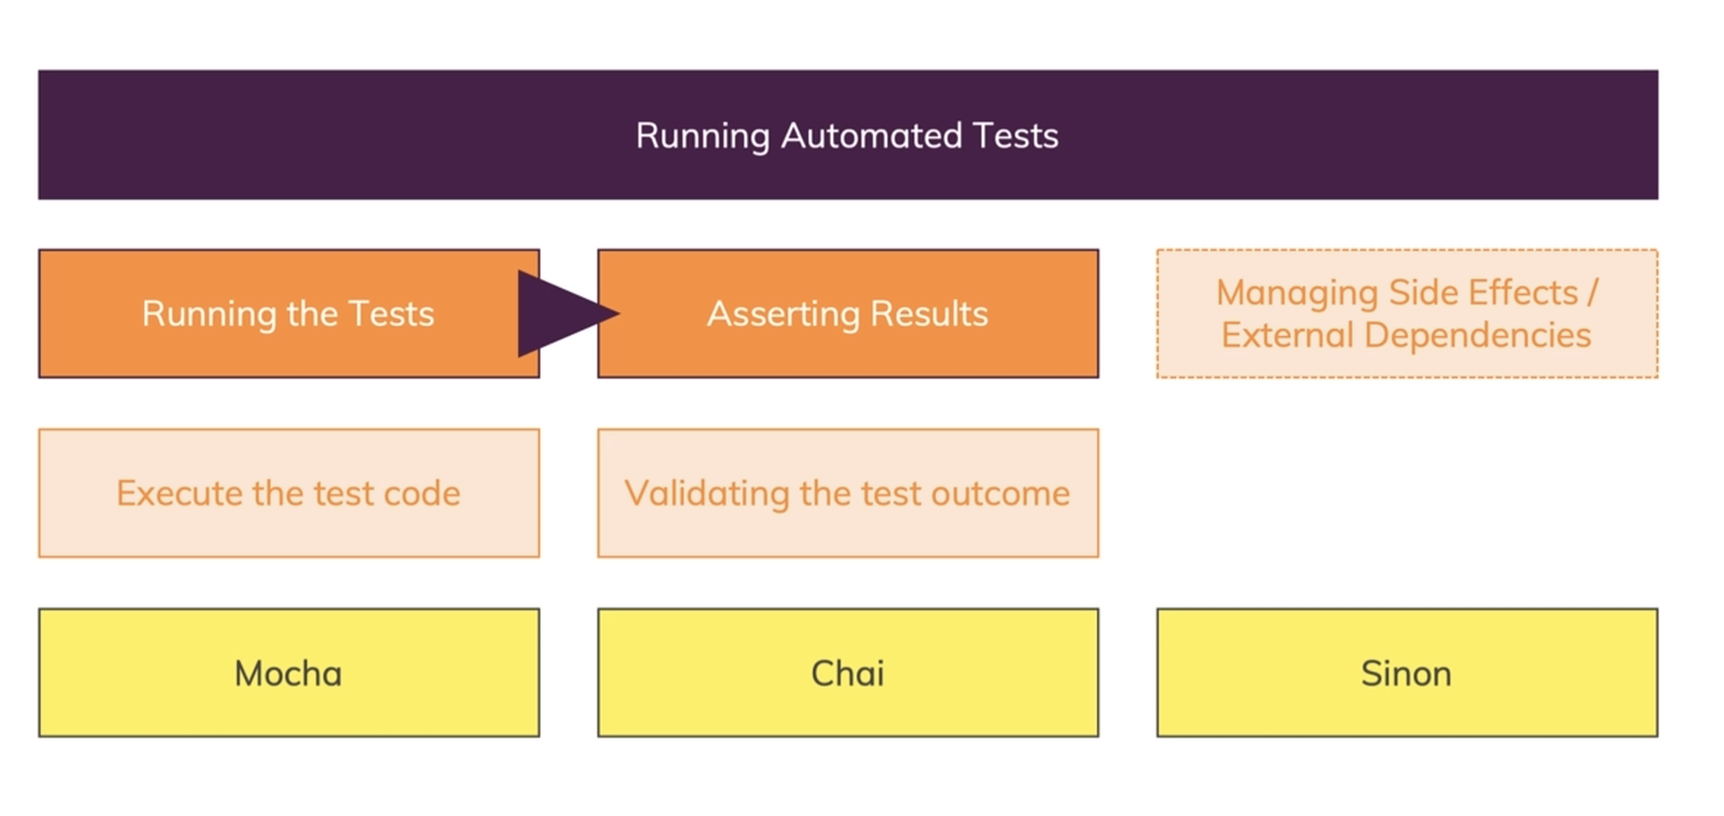 Running Automated Tests
Running the Tests
Asserting Results
Managing Side Effects /
External Dependencies
Execute the test code
Validating the test outcome
Mocha
Chai
Sinon